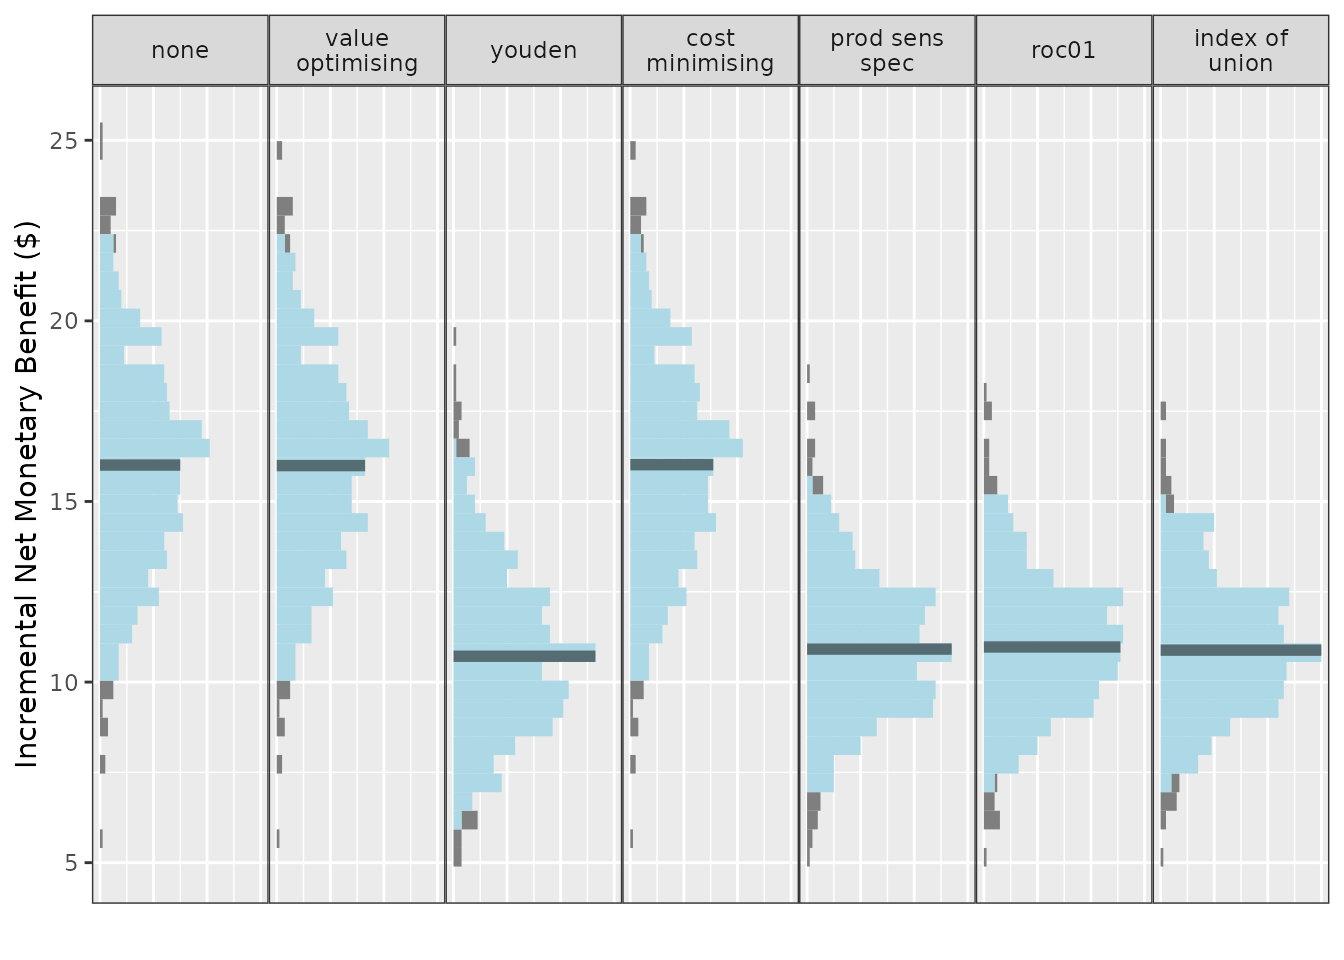 none
value
optimising
youden
cost
minimising
prod sens
spec
roc01
index of
union
Incremental Net Monetary Benefit ($)
25
20
15
10
5